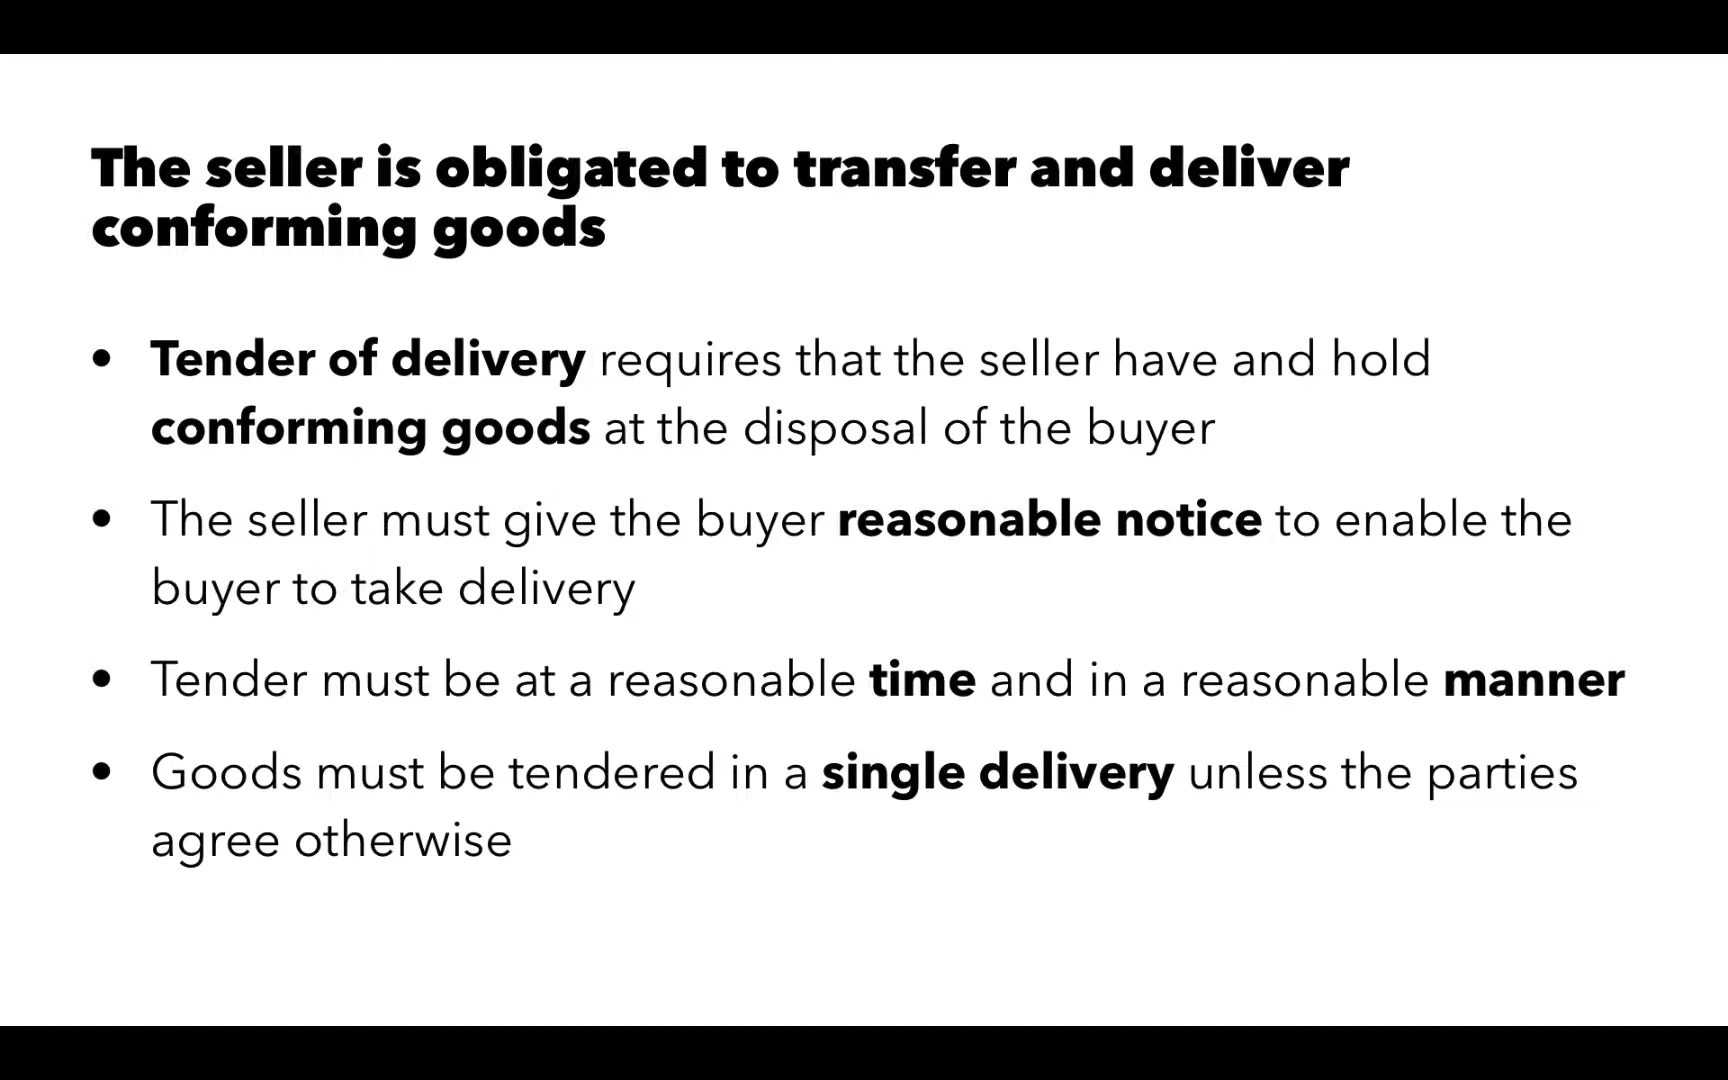 The seller is obligated to transfer and deliver
conforming goods
• Tender of delivery requires that the seller have and hold
conforming goods at the disposal of the buyer
• The seller must give the buyer reasonable notice to enable the
buyer to take delivery
• Tender must be at a reasonable time and in a reasonable manner
• Goods must be tendered in a single delivery unless the parties
agree otherwise